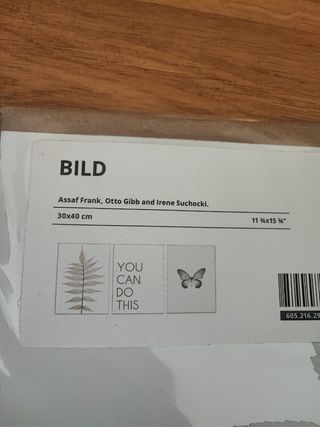 BILD
Assaf Frank, Otto Gibb and Irene Suchocki.
30x40 cm 11 ¾x15 ¾"
YOU
CAN
DO
THIS
605.216.29